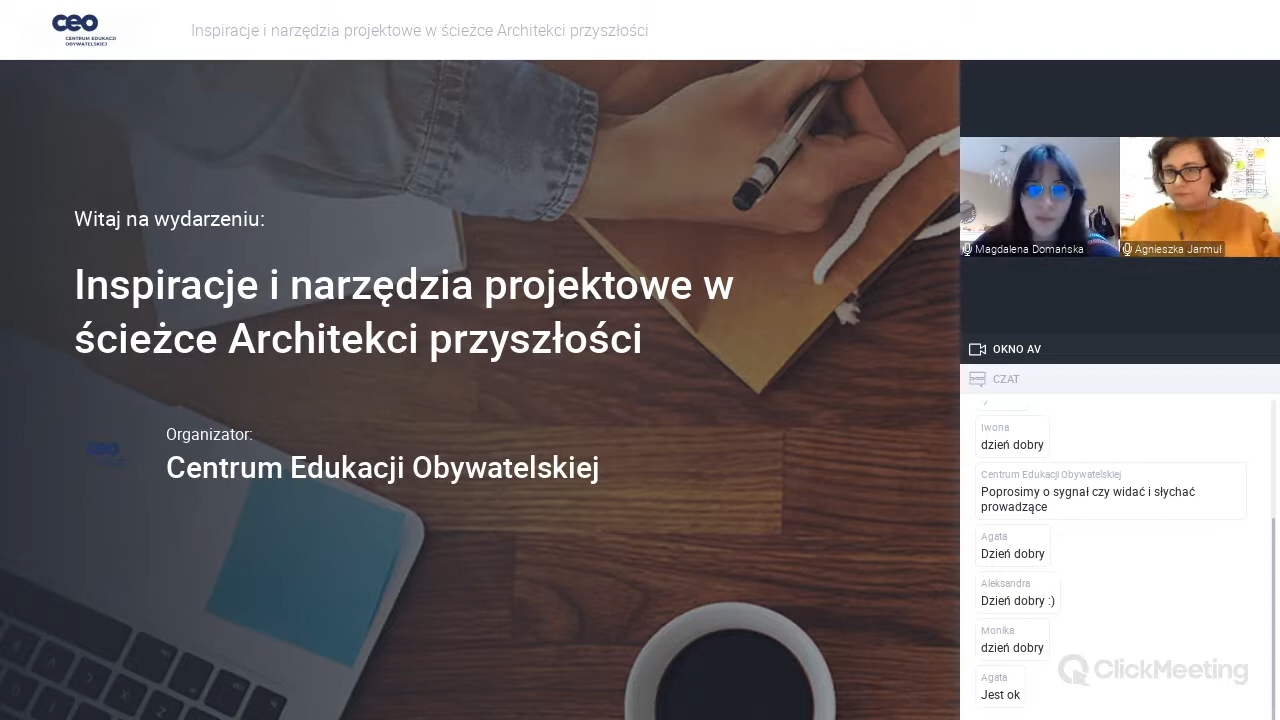 ceo
CENTRUM EDUKACJI
OBYWATELSKIEJ
Inspiracje i narzędzia projektowe w ścieżce Architekci przyszłości
Witaj na wydarzeniu:
Inspiracje i narzędzia projektowe w
ścieżce Architekci przyszłości
Organizator:
Centrum Edukacji Obywatelskiej
ceo
Magdalena Domańska
Agnieszka Jarmuł
OKNO AV
CZAT
Iwona
dzień dobry
Centrum Edukacji Obywatelskiej
Poprosimy o sygnał czy widać i słychać
prowadzące
Agata
Dzień dobry
Aleksandra
Dzień dobry :)
Monika
dzień dobry
Agata
Jest ok
ClickMeeting